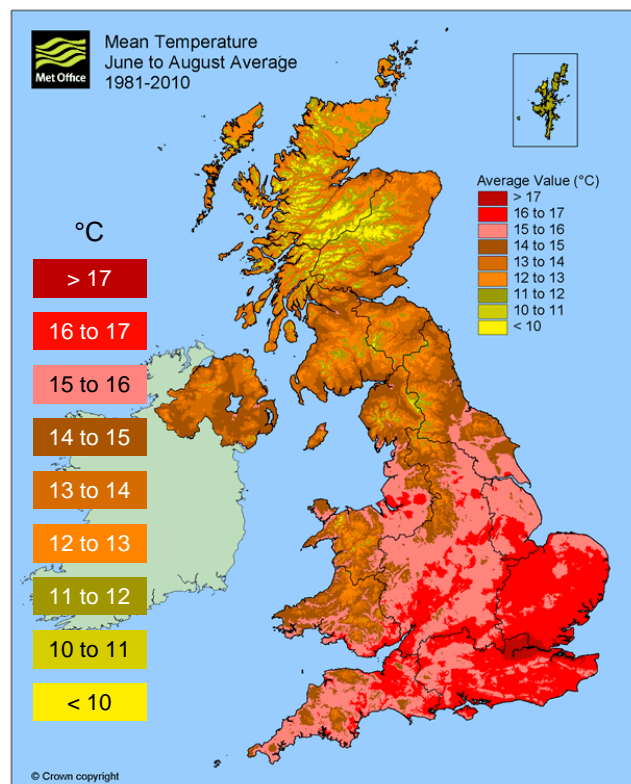 Met Office
Mean Temperature
June to August Average
1981-2010
Average Value (°C)
> 17
16 to 17
15 to 16
14 to 15
13 to 14
12 to 13
11 to 12
10 to 11
< 10
°C
> 17
16 to 17
15 to 16
14 to 15
13 to 14
12 to 13
11 to 12
10 to 11
< 10
© Crown copyright